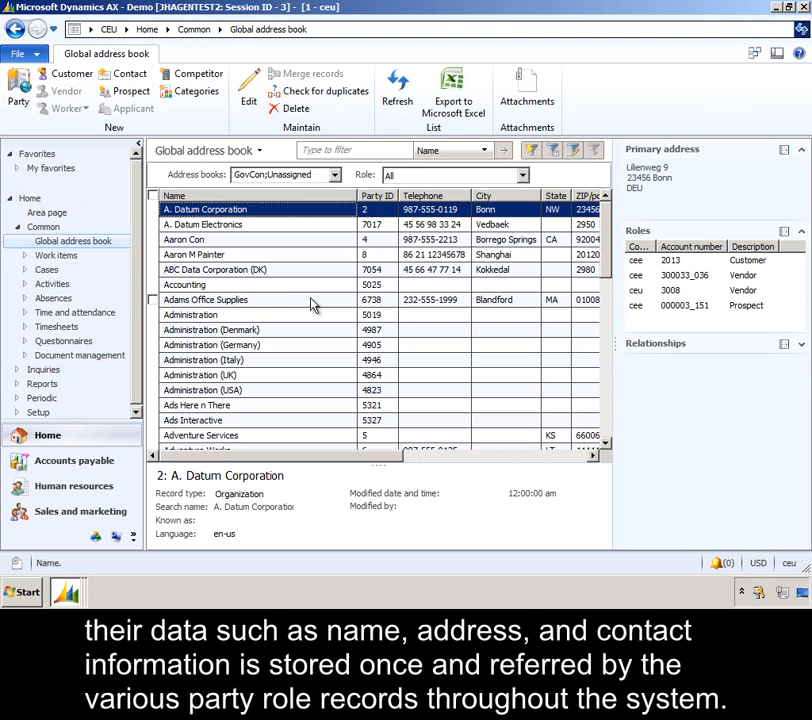 Microsoft Dynamics AX - Demo [JHAGENTEST2: Session ID - 3] - [1 - ceu]
CEU Home Common Global address book
File Global address book
Party
Customer Contact Competitor
Vendor Prospect Categories
Worker Applicant
New
Edit
Merge records
Check for duplicates
Delete
Maintain
Refresh
Export to
Microsoft Excel
List
Attachments
Attachments
Favorites
My favorites
Home
Area page
Common
Global address book
Work items
Cases
Activities
Absences
Time and attendance
Timesheets
Questionnaires
Document management
Inquiries
Reports
Periodic
Setup
Home
Accounts payable
Human resources
Sales and marketing
Global address book Type to filter Name
Address books: GovCon;Unassigned Role: All
Name Party ID Telephone City State ZIP/po
A. Datum Corporation 2 987-555-0119 Bonn NW 23456
A. Datum Electronics 7017 45 56 98 33 24 Vedbaek 2950
Aaron Con 4 987-555-2213 Borrego Springs CA 92004
Aaron M Painter 8 86 21 12345678 Shanghai 20120
ABC Data Corporation (DK) 7054 45 66 47 77 14 Kokkedal 2980
Accounting 5025
Adams Office Supplies 6738 232-555-1999 Blandford MA 01008
Administration 5019
Administration (Denmark) 4987
Administration (Germany) 4905
Administration (Italy) 4946
Administration (UK) 4864
Administration (USA) 4823
Ads Here n There 5321
Ads Interactive 5327
Adventure Services 5 KS 66006
2: A. Datum Corporation
Record type: Organization
Search name: A. Datum Corporatio
Known as:
Language: en-us
Modified date and time: 12:00:00 am
Modified by:
Primary address
Lilienweg 9
23456 Bonn
DEU
Roles
Co... Account number Description
cee 2013 Customer
cee 300033_036 Vendor
ceu 3008 Vendor
cee 000003_151 Prospect
Relationships
Name.
(0) USD ceu
Start
their data such as name, address, and contact
information is stored once and referred by the
various party role records throughout the system.